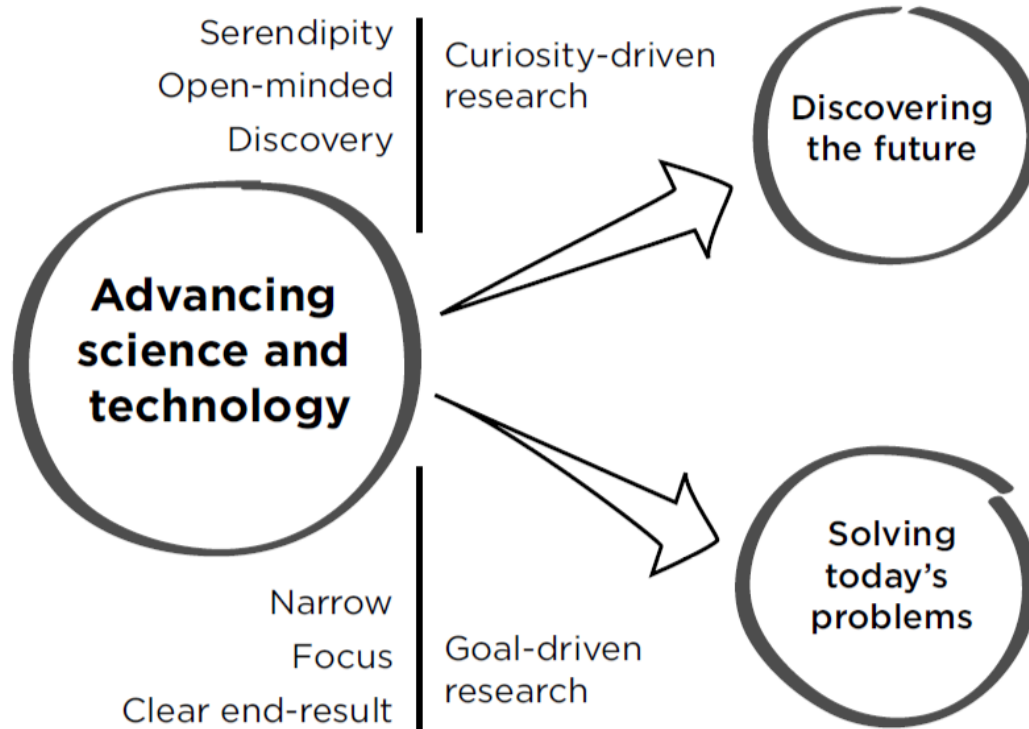 Serendipity
Open-minded
Discovery
Curiosity-driven
research
Discovering
the future
Advancing
science and
technology
Narrow
Focus
Clear end-result
Goal-driven
research
Solving
today's
problems